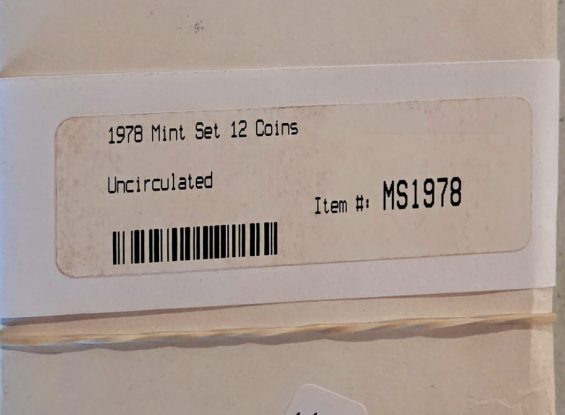 1978 Mint Set 12 Coins
Uncirculated
Item #: MS1978